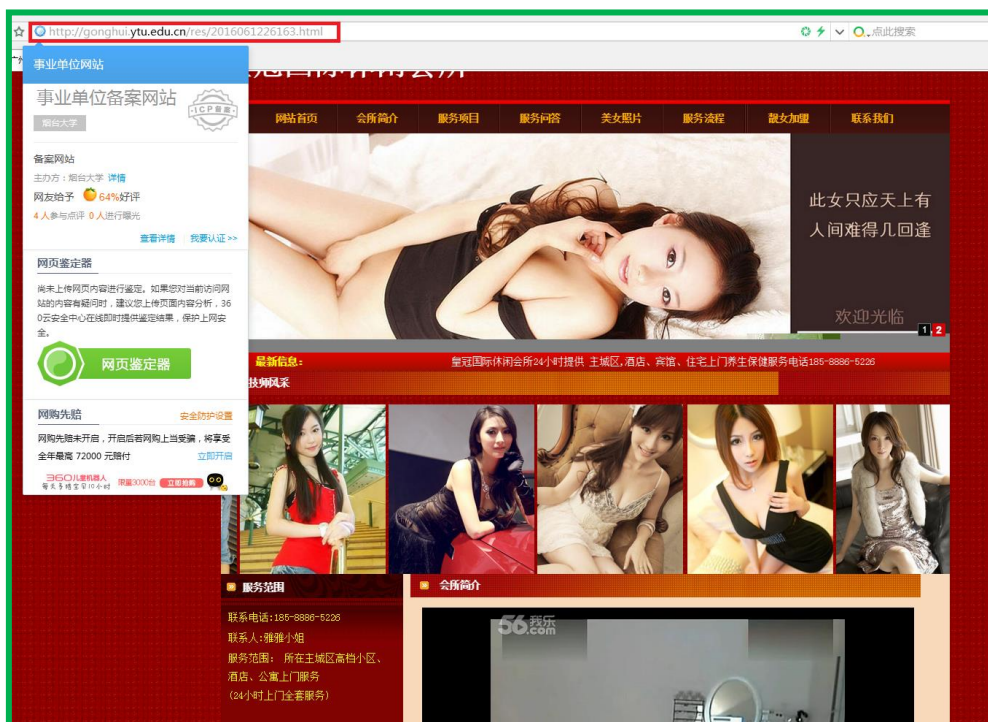 http://gonghui.ytu.edu.cn/res/2016061226163.html
点此搜索
事业单位网站
事业单位备案网站
ICP备案
烟台大学
备案网站
主办方：烟台大学 详情
网友给予 64%好评
4人参与点评 0人进行曝光
查看详情 我要认证 >>
网页鉴定器
尚未上传网页内容进行鉴定。如果您对当前访问网
站的内容有疑问时，建议您上传页面内容分析，36
0云安全中心在线即时提供鉴定结果，保护上网安
全。
网页鉴定器
网购先赔 安全防护设置
网购先赔未开启，开启后若网购上当受骗，将享受
全年最高 72000 元赔付 立即开启
360儿童机器人
每天多陪宝贝10小时
限量3000台 立即抢购
网站首页 会所简介 服务项目 服务问答 美女照片 服务流程 靓女加盟 联系我们
此女只应天上有
人间难得几回逢
欢迎光临
1 2
最新信息: 皇冠国际休闲会所24小时提供 主城区,酒店、宾馆、住宅上门养生保健服务电话185-8886-5226
技师风采
服务范围
联系电话:185-8886-5226
联系人:雅雅小姐
服务范围: 所在主城区高档小区、
酒店、公寓上门服务
(24小时上门全套服务)
会所简介
56我乐
.com